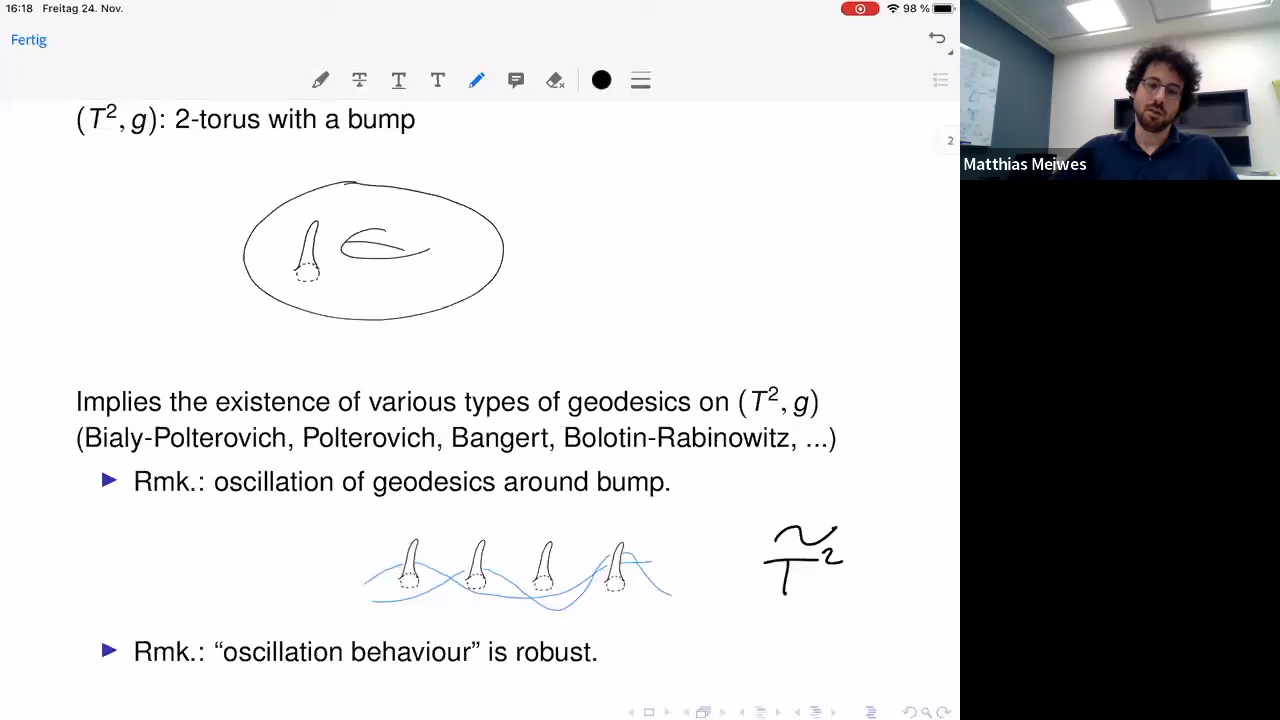 16:18 Freitag 24. Nov.
98 %
Fertig
(T², g): 2-torus with a bump
2
Matthias Meiwes
Implies the existence of various types of geodesics on (T², g)
(Bialy-Polterovich, Polterovich, Bangert, Bolotin-Rabinowitz, ...)
▶ Rmk.: oscillation of geodesics around bump.
T̃²
▶ Rmk.: “oscillation behaviour” is robust.